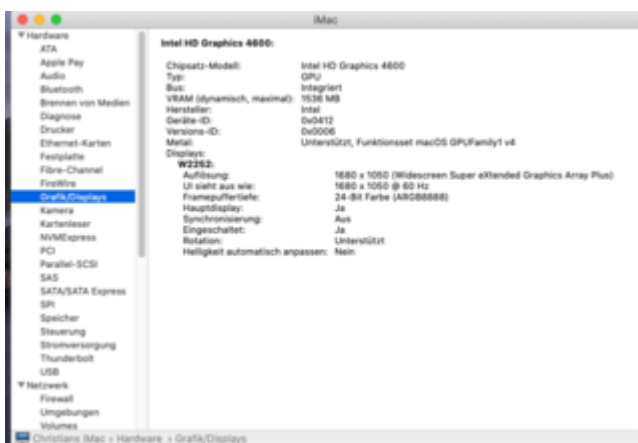 iMac
Hardware
ATA
Apple Pay
Audio
Bluetooth
Brennen von Medien
Diagnose
Drucker
Ethernet-Karten
Festplatte
Fibre-Channel
FireWire
Grafik/Displays
Kamera
Kartenleser
NVMExpress
PCI
Parallel-SCSI
SAS
SATA/SATA Express
SPI
Speicher
Steuerung
Stromversorgung
Thunderbolt
USB
Netzwerk
Firewall
Umgebungen
Volumes
Intel HD Graphics 4600:
Chipsatz-Modell: Intel HD Graphics 4600
Typ: GPU
Bus: Integriert
VRAM (dynamisch, maximal): 1536 MB
Hersteller: Intel
Geräte-ID: 0x0412
Versions-ID: 0x0006
Metal: Unterstützt, Funktionsset macOS GPUFamily1 v4
Displays:
W2252:
Auflösung: 1680 x 1050 (Widescreen Super eXtended Graphics Array Plus)
UI sieht aus wie: 1680 x 1050 @ 60 Hz
Framepuffertiefe: 24-Bit Farbe (ARGB8888)
Hauptdisplay: Ja
Synchronisierung: Aus
Eingeschaltet: Ja
Rotation: Unterstützt
Helligkeit automatisch anpassen: Nein
Christians iMac › Hardware › Grafik/Displays